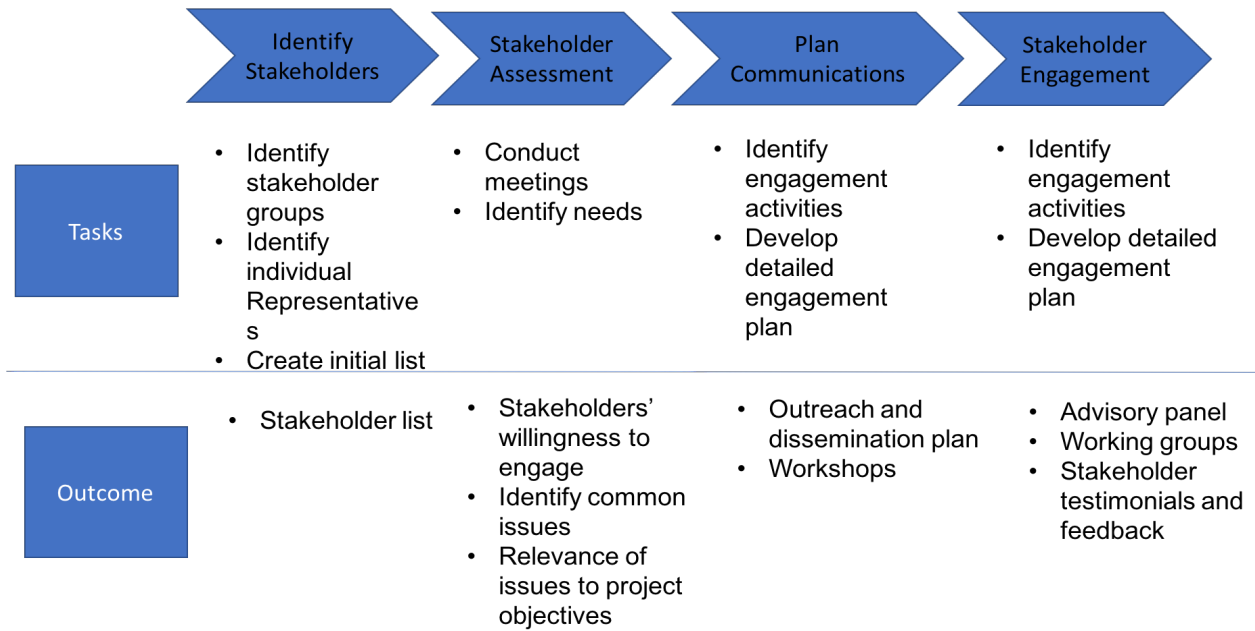 Identify
Stakeholders
Stakeholder
Assessment
Plan
Communications
Stakeholder
Engagement
Tasks
• Identify
stakeholder
groups
• Identify
individual
Representative
s
• Create initial list
• Conduct
meetings
• Identify needs
• Identify
engagement
activities
• Develop
detailed
engagement
plan
• Identify
engagement
activities
• Develop detailed
engagement
plan
Outcome
• Stakeholder list
• Stakeholders’
willingness to
engage
• Identify common
issues
• Relevance of
issues to project
objectives
• Outreach and
dissemination plan
• Workshops
• Advisory panel
• Working groups
• Stakeholder
testimonials and
feedback